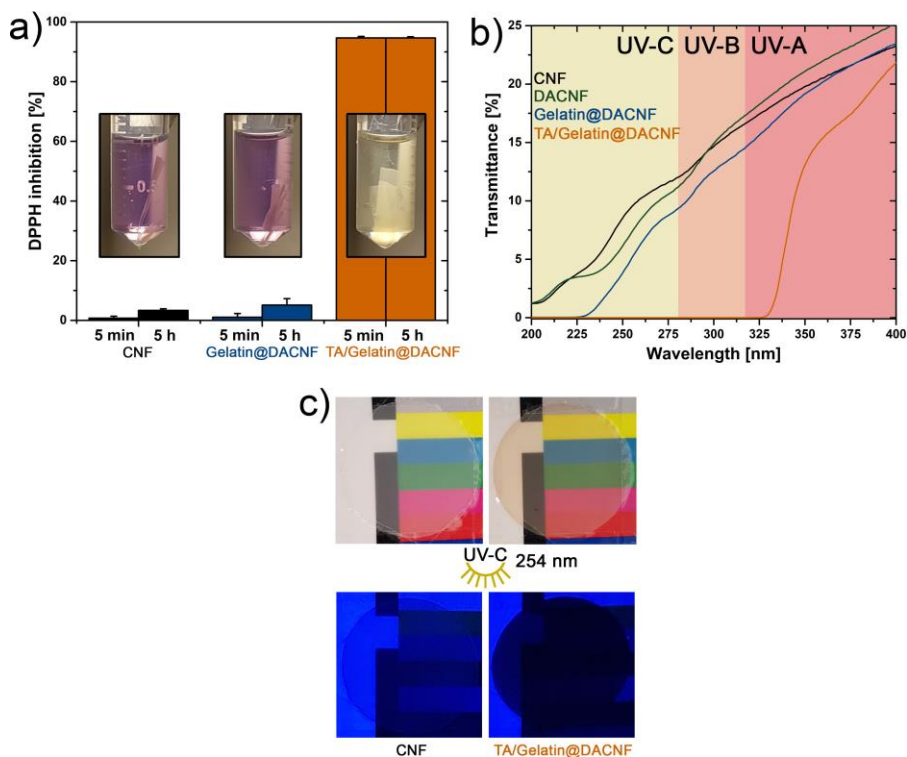 a)
DPPH inhibition [%]
100
80
60
40
20
0
5 min 5 h
CNF
5 min 5 h
Gelatin@DACNF
5 min 5 h
TA/Gelatin@DACNF
b)
UV-C UV-B UV-A
CNF
DACNF
Gelatin@DACNF
TA/Gelatin@DACNF
Transmittance [%]
25
20
15
10
5
0
200 225 250 275 300 325 350 375 400
Wavelength [nm]
c)
UV-C
254 nm
CNF
TA/Gelatin@DACNF